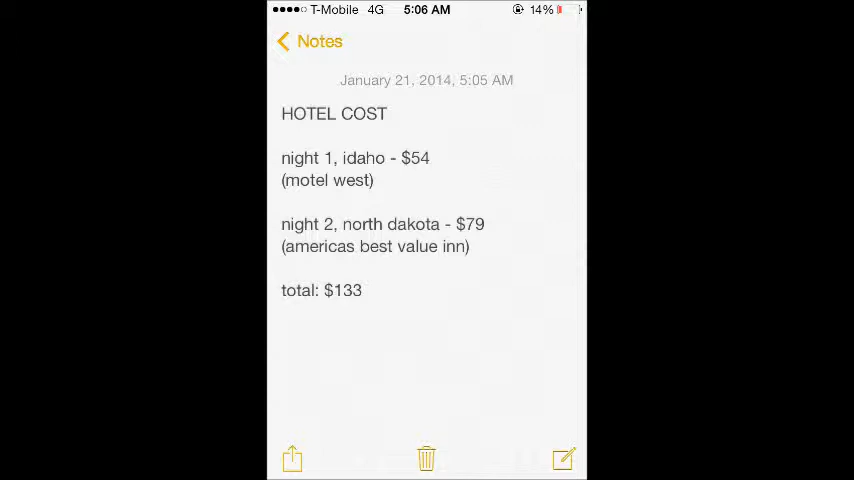 T-Mobile 4G 5:06 AM 14%
Notes
January 21, 2014, 5:05 AM
HOTEL COST
night 1, idaho - $54
(motel west)
night 2, north dakota - $79
(americas best value inn)
total: $133